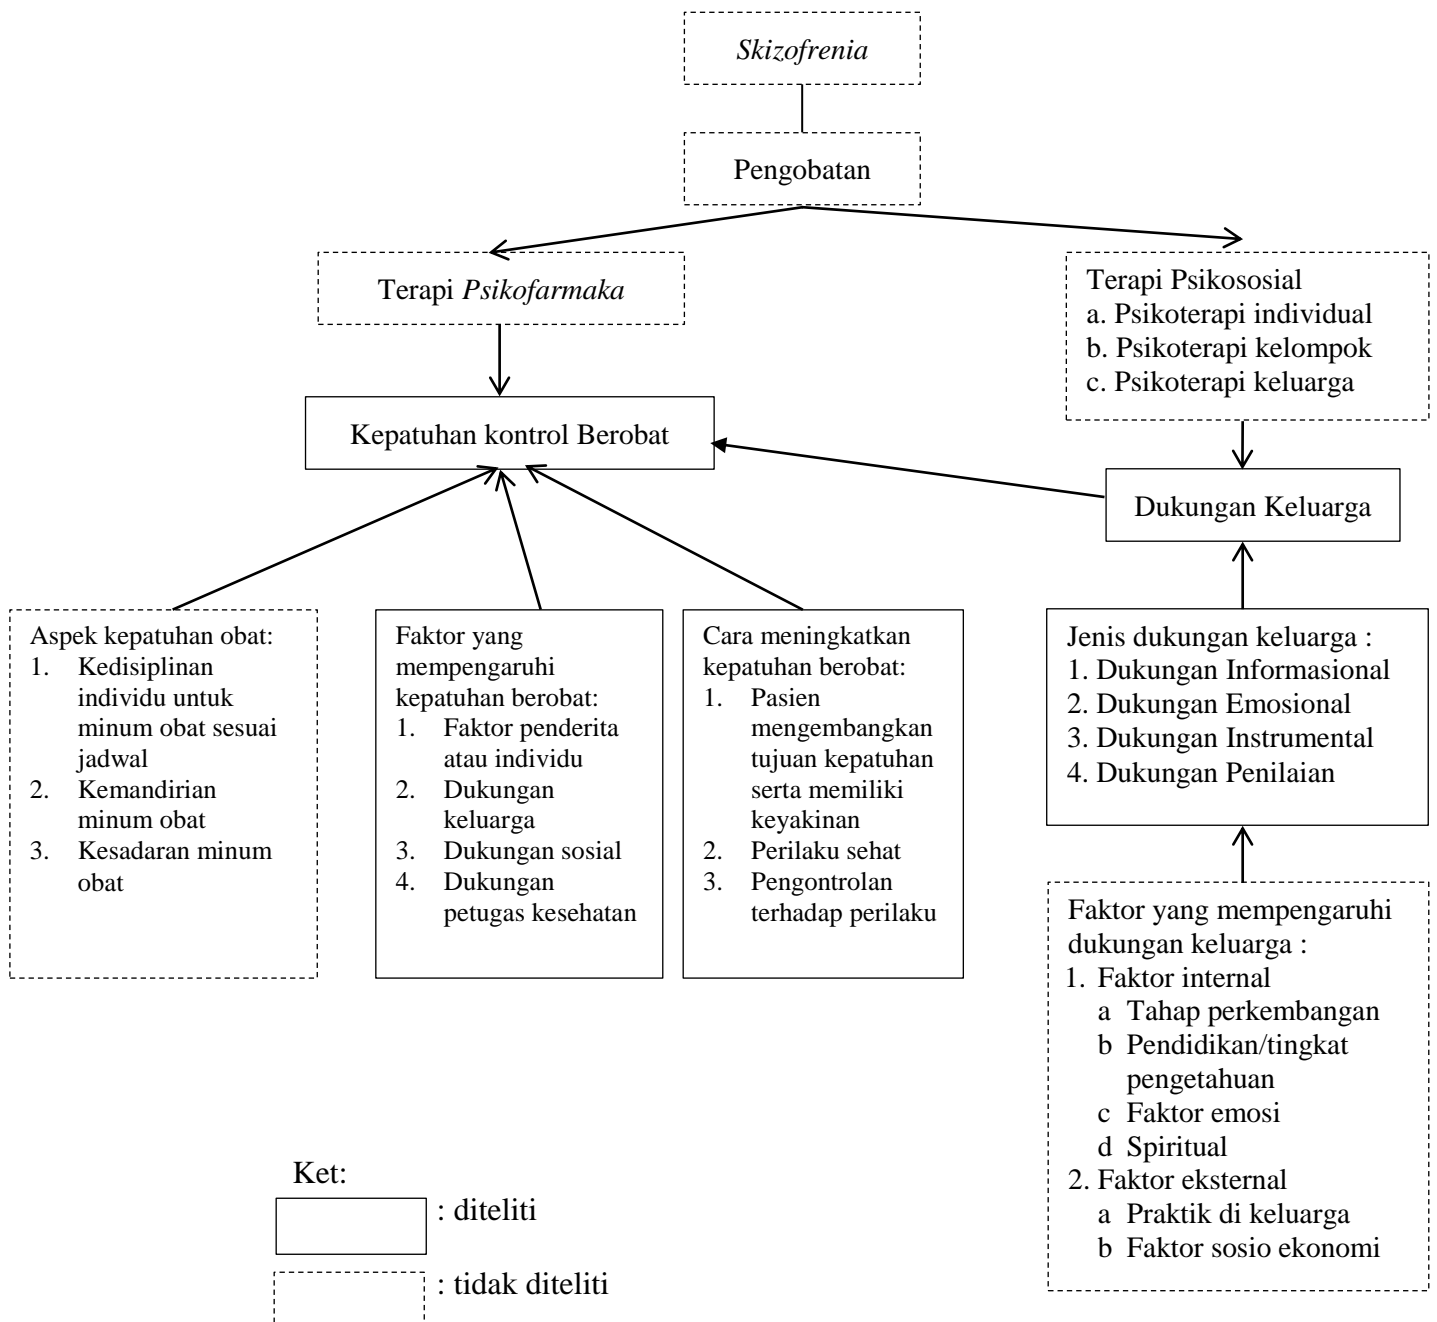 Skizofrenia
Pengobatan
Terapi Psikofarmaka
Terapi Psikososial
a. Psikoterapi individual
b. Psikoterapi kelompok
c. Psikoterapi keluarga
Kepatuhan kontrol Berobat
Dukungan Keluarga
Aspek kepatuhan obat:
1. Kedisiplinan
individu untuk
minum obat sesuai
jadwal
2. Kemandirian
minum obat
3. Kesadaran minum
obat
Faktor yang
mempengaruhi
kepatuhan berobat:
1. Faktor penderita
atau individu
2. Dukungan
keluarga
3. Dukungan sosial
4. Dukungan
petugas kesehatan
Cara meningkatkan
kepatuhan berobat:
1. Pasien
mengembangkan
tujuan kepatuhan
serta memiliki
keyakinan
2. Perilaku sehat
3. Pengontrolan
terhadap perilaku
Jenis dukungan keluarga :
1. Dukungan Informasional
2. Dukungan Emosional
3. Dukungan Instrumental
4. Dukungan Penilaian
Faktor yang mempengaruhi
dukungan keluarga :
1. Faktor internal
a Tahap perkembangan
b Pendidikan/tingkat
pengetahuan
c Faktor emosi
d Spiritual
2. Faktor eksternal
a Praktik di keluarga
b Faktor sosio ekonomi
Ket:
: diteliti
: tidak diteliti